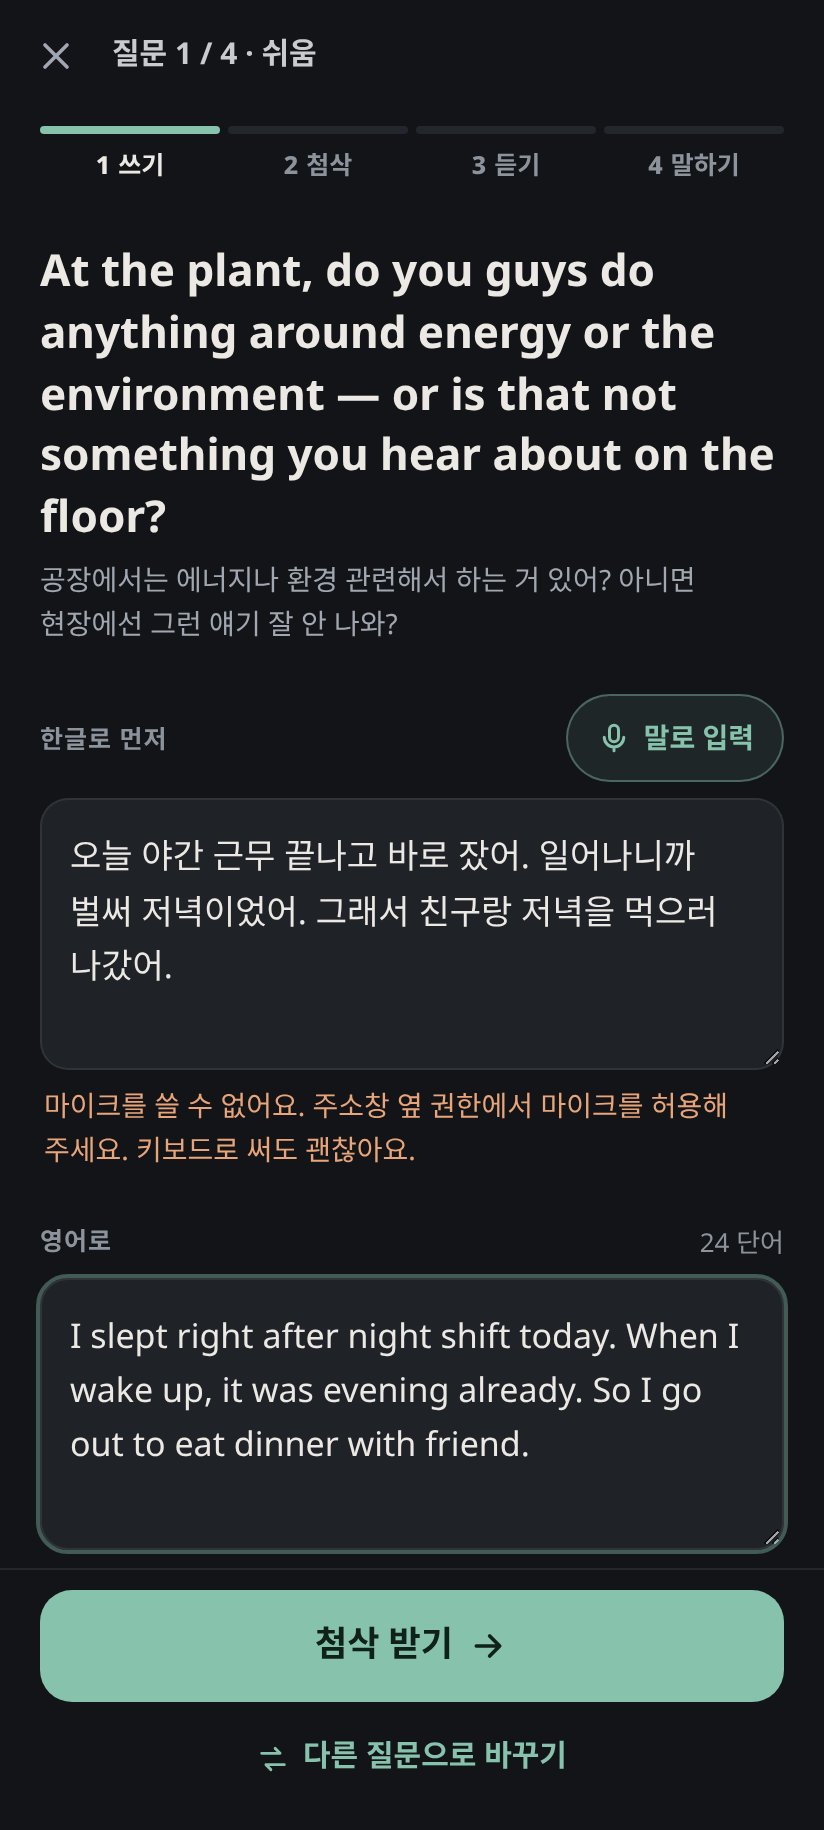 질문 1 / 4 · 쉬움
1 쓰기
2 첨삭
3 듣기
4 말하기
At the plant, do you guys do
anything around energy or the
environment — or is that not
something you hear about on the
floor?
공장에서는 에너지나 환경 관련해서 하는 거 있어? 아니면
현장에선 그런 얘기 잘 안 나와?
한글로 먼저
말로 입력
오늘 야간 근무 끝나고 바로 잤어. 일어나니까
벌써 저녁이었어. 그래서 친구랑 저녁을 먹으러
나갔어.
마이크를 쓸 수 없어요. 주소창 옆 권한에서 마이크를 허용해
주세요. 키보드로 써도 괜찮아요.
영어로
24 단어
I slept right after night shift today. When I
wake up, it was evening already. So I go
out to eat dinner with friend.
첨삭 받기
다른 질문으로 바꾸기